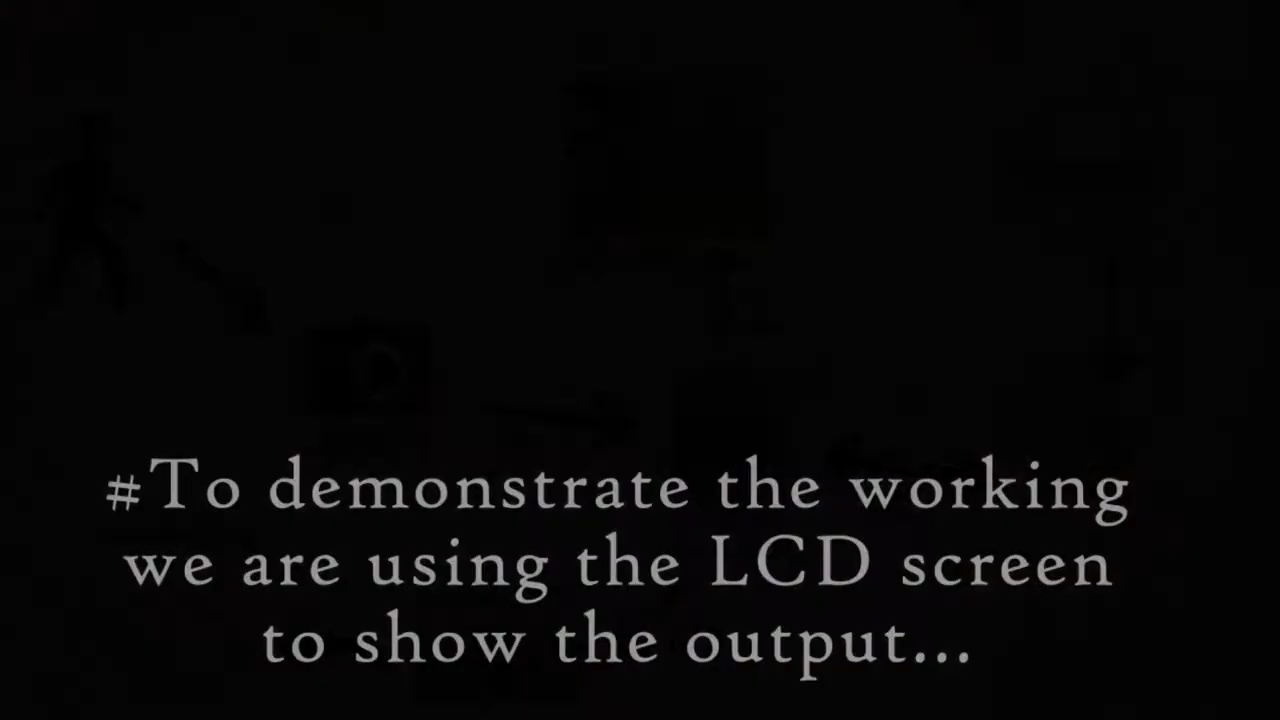 #To demonstrate the working
we are using the LCD screen
to show the output...